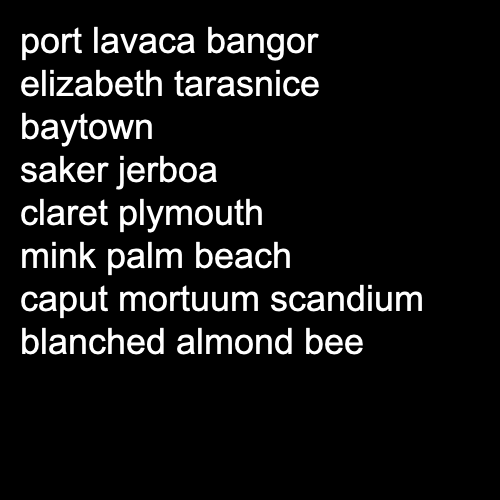 port lavaca bangor
elizabeth tarasnice
baytown
saker jerboa
claret plymouth
mink palm beach
caput mortuum scandium
blanched almond bee